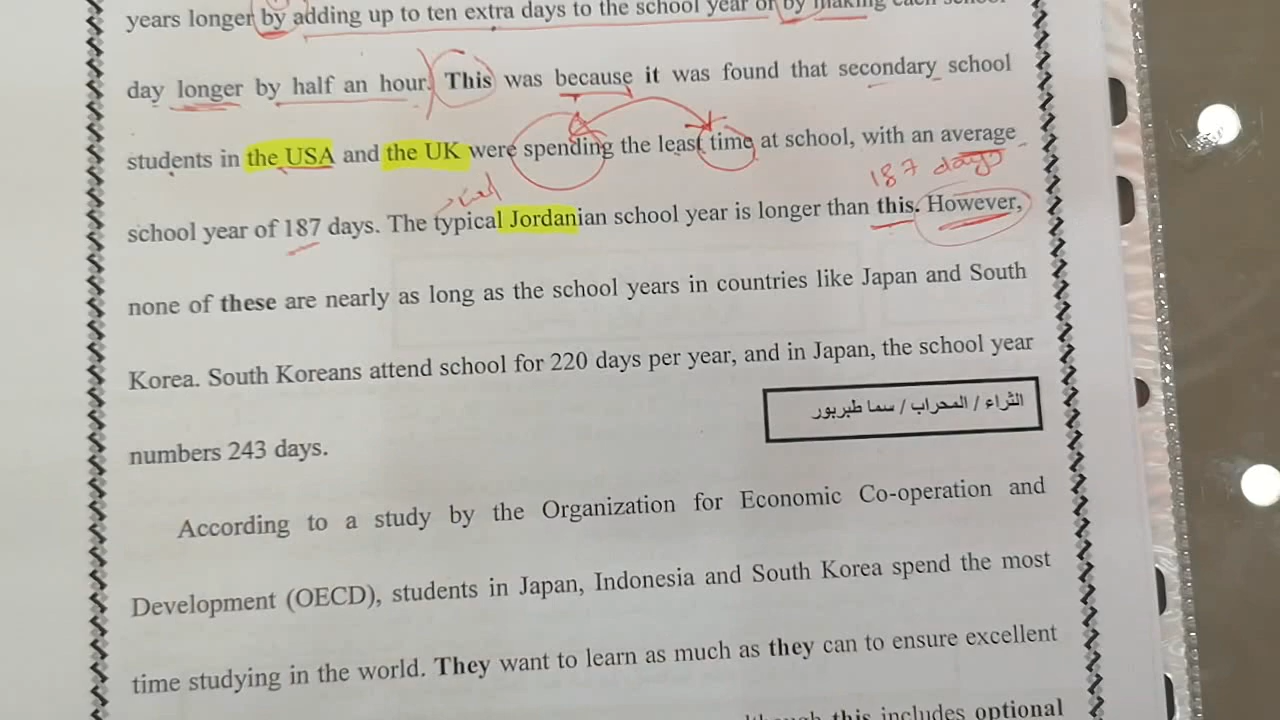 years longer by adding up to ten extra days to the school year or by making each school
day longer by half an hour. This was because it was found that secondary school
students in the USA and the UK were spending the least time at school, with an average
187 days
school year of 187 days. The typical Jordanian school year is longer than this. However,
none of these are nearly as long as the school years in countries like Japan and South
Korea. South Koreans attend school for 220 days per year, and in Japan, the school year
الثراء / المحراب / سما طبربور
numbers 243 days.
According to a study by the Organization for Economic Co-operation and
Development (OECD), students in Japan, Indonesia and South Korea spend the most
time studying in the world. They want to learn as much as they can to ensure excellent
this includes optional